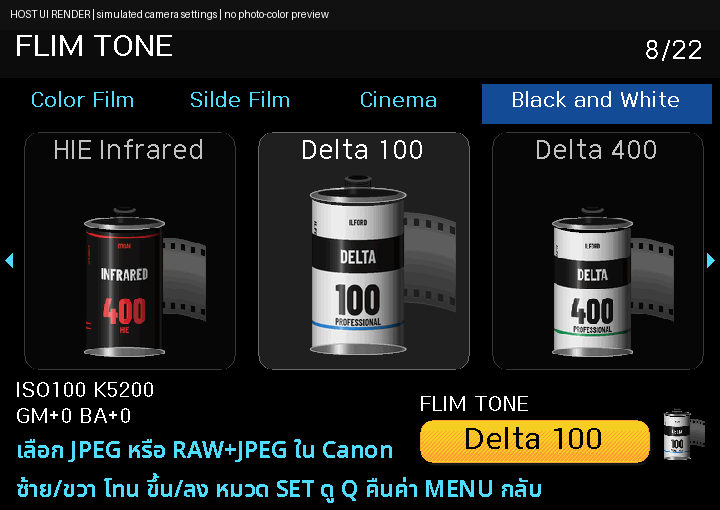 HOST UI RENDER | simulated camera settings | no photo-color preview
FLIM TONE
8/22
Color Film
Silde Film
Cinema
Black and White
HIE Infrared
Delta 100
Delta 400
INFRARED
400
HIE
ILFORD
DELTA
100
PROFESSIONAL
ILFORD
DELTA
400
PROFESSIONAL
ISO100 K5200
GM+0 BA+0
FLIM TONE
Delta 100
DELTA
100
เลือก JPEG หรือ RAW+JPEG ใน Canon
ซ้าย/ขวา โทน ขึ้น/ลง หมวด SET ดู Q คืนค่า MENU กลับ